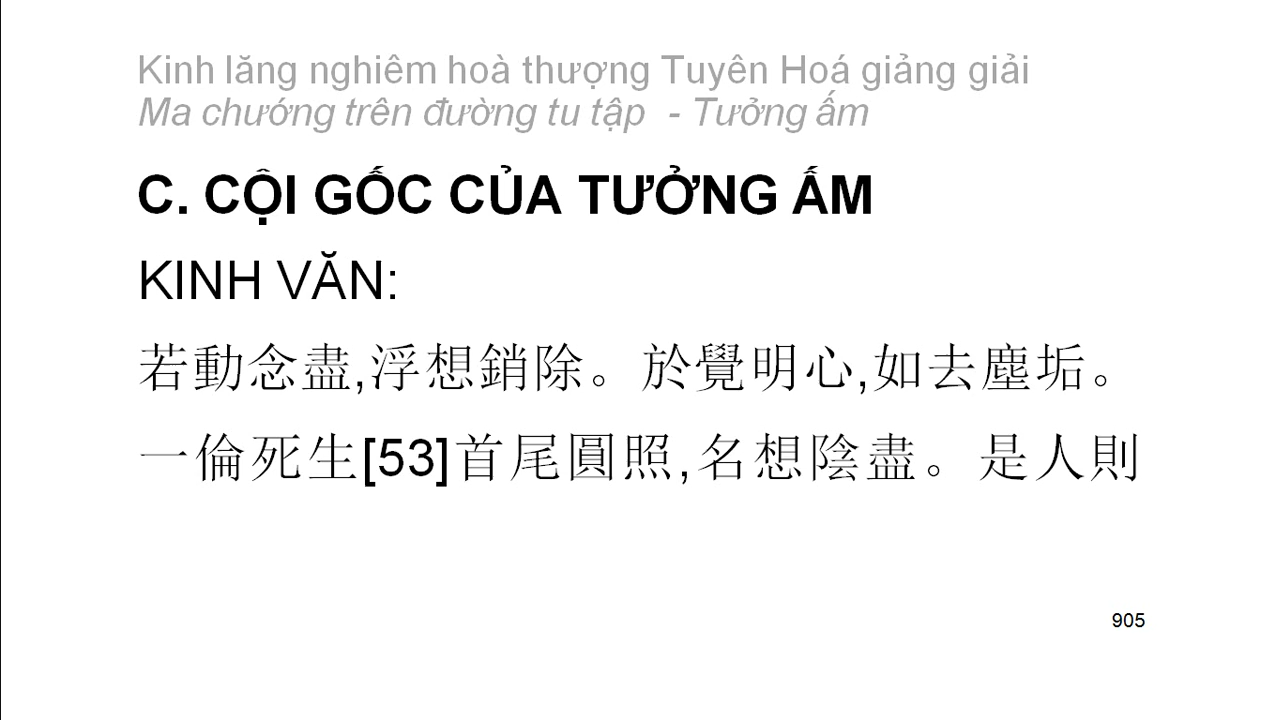 Kinh lăng nghiêm hoà thượng Tuyên Hoá giảng giải
Ma chướng trên đường tu tập - Tưởng ấm
C. CỘI GỐC CỦA TƯỞNG ẤM
KINH VĂN:
若動念盡,浮想銷除。於覺明心,如去塵垢。
一倫死生[53]首尾圓照,名想陰盡。是人則
905